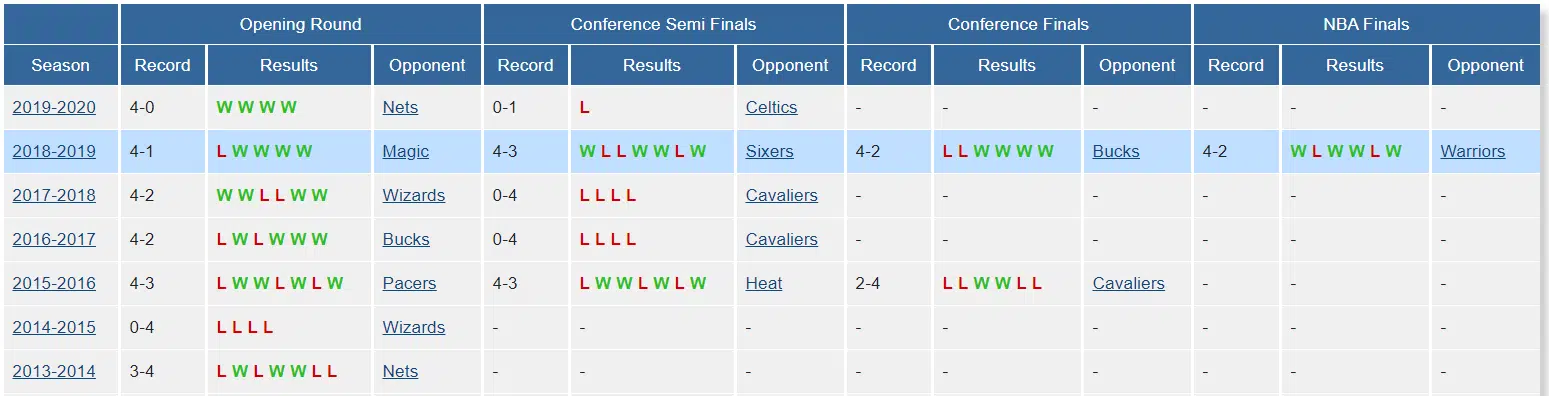 Opening Round Conference Semi Finals Conference Finals NBA Finals
Season Record Results Opponent Record Results Opponent Record Results Opponent Record Results Opponent
2019-2020 4-0 W W W W Nets 0-1 L Celtics - - - - - -
2018-2019 4-1 L W W W W Magic 4-3 W L L W W L W Sixers 4-2 L L W W W W Bucks 4-2 W L W W L W Warriors
2017-2018 4-2 W W L L W W Wizards 0-4 L L L L Cavaliers - - - - - -
2016-2017 4-2 L W L W W W Bucks 0-4 L L L L Cavaliers - - - - - -
2015-2016 4-3 L W W L W L W Pacers 4-3 L W W L W L W Heat 2-4 L L W W L L Cavaliers - - -
2014-2015 0-4 L L L L Wizards - - - - - - - - -
2013-2014 3-4 L W L W W L L Nets - - - - - - - - -